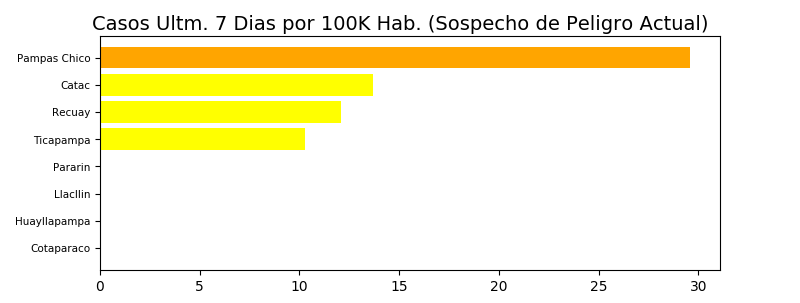 Casos Ultm. 7 Dias por 100K Hab. (Sospecho de Peligro Actual)
Pampas Chico
Catac
Recuay
Ticapampa
Pararin
Llacllin
Huayllapampa
Cotaparaco
0 5 10 15 20 25 30